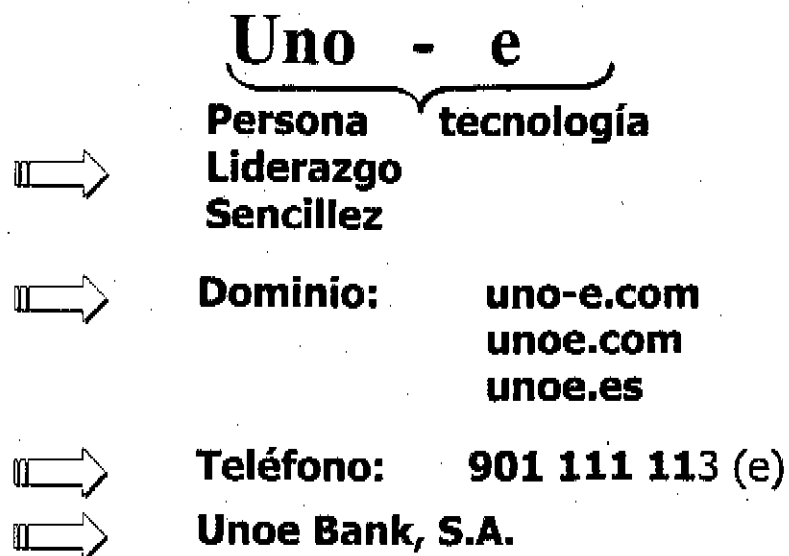 Uno - e
Persona tecnología
Liderazgo
Sencillez
Dominio: uno-e.com
unoe.com
unoe.es
Teléfono: 901 111 113 (e)
Unoe Bank, S.A.